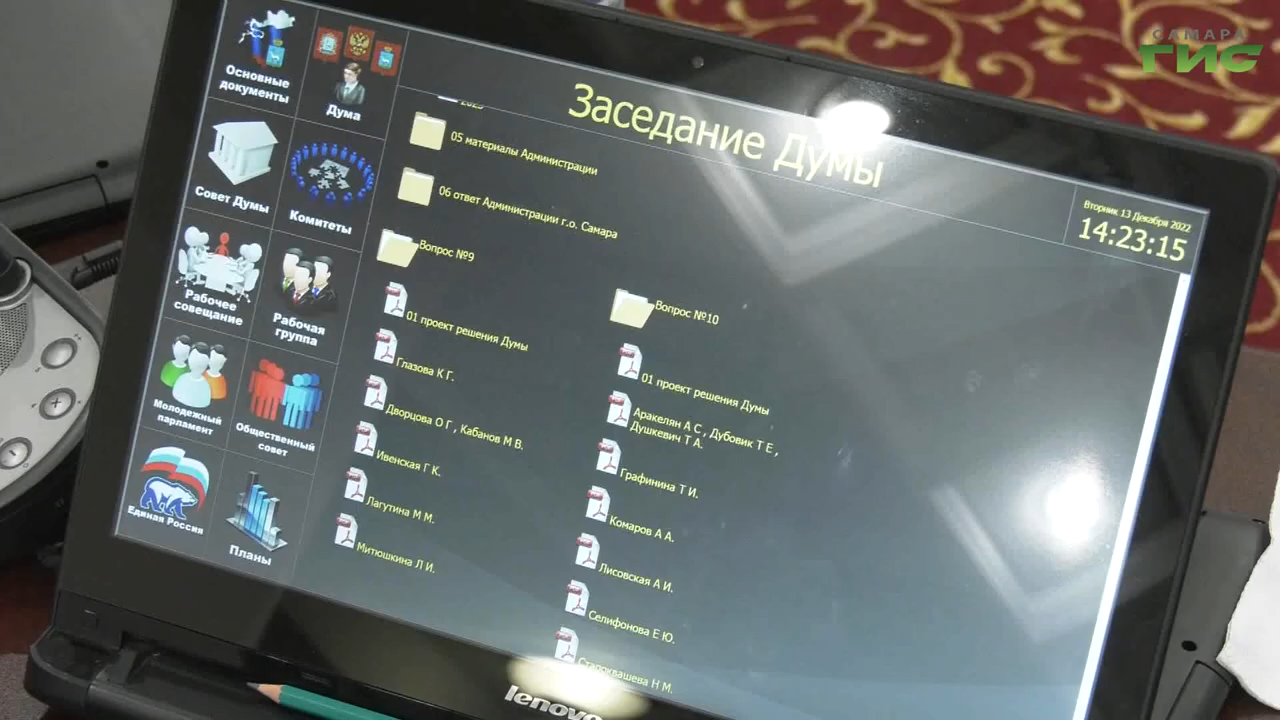 САМАРА
ГИС
Заседание Думы
Вторник 13 Декабря 2022
14:23:15
Основные
документы
Дума
Совет Думы
Комитеты
Рабочее
совещание
Рабочая
группа
Молодежный
парламент
Общественный
совет
Единая Россия
Планы
2023
05 материалы Администрации
06 ответ Администрации г.о. Самара
Вопрос №9
01 проект решения Думы
Глазова К Г.
Дворцова О Г , Кабанов М В.
Ивенская Г К.
Лагутина М М.
Митюшкина Л И.
Вопрос №10
01 проект решения Думы
Аракелян А С , Дубовик Т Е ,
Душкевич Т А.
Графинина Т И.
Комаров А А.
Лисовская А И.
Селифонова Е Ю.
Староквашева Н М.
lenovo